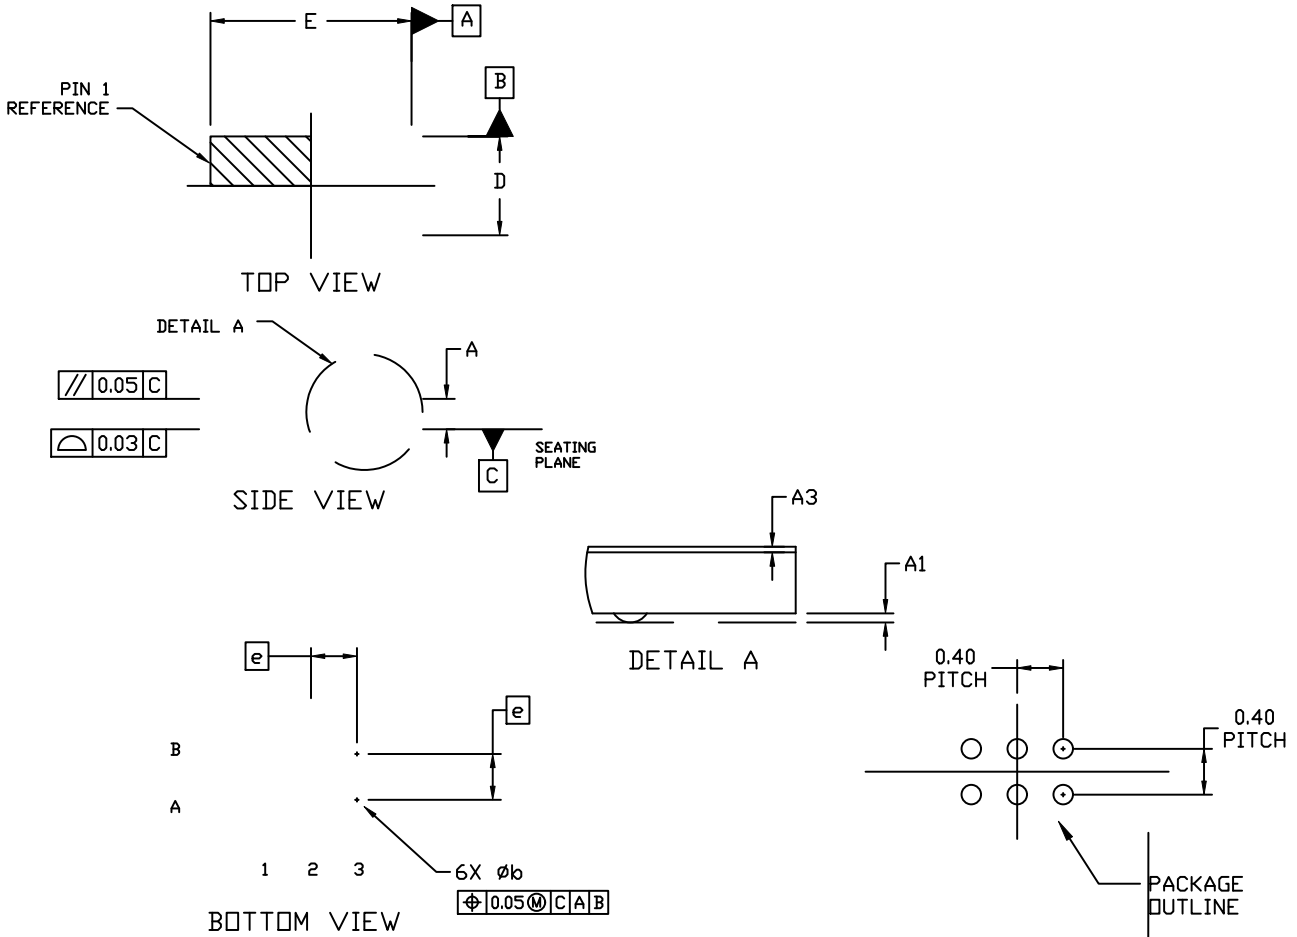 E
A
B
PIN 1
REFERENCE
D
TOP VIEW
DETAIL A
A
// 0.05 C
⌓ 0.03 C
SEATING
PLANE
C
SIDE VIEW
A3
A1
DETAIL A
e
e
B
A
1 2 3
6X Øb
⌖ 0.05 Ⓜ C A B
BOTTOM VIEW
0.40
PITCH
0.40
PITCH
PACKAGE
OUTLINE